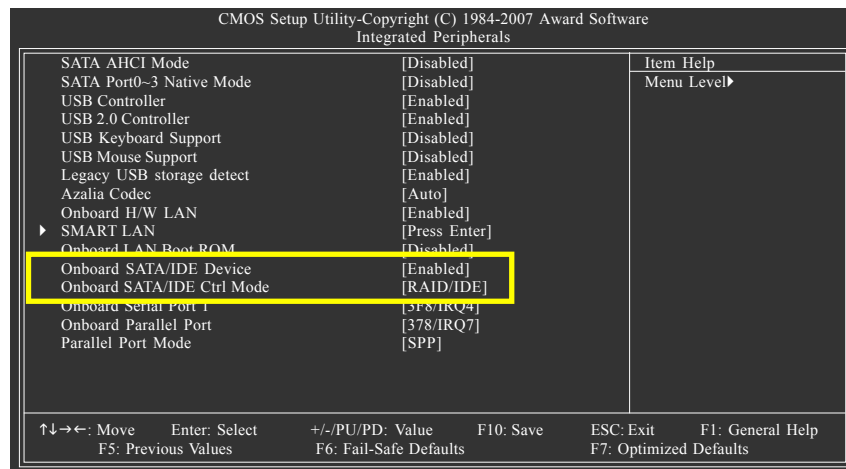 CMOS Setup Utility-Copyright (C) 1984-2007 Award Software
Integrated Peripherals
SATA AHCI Mode [Disabled] Item Help
SATA Port0~3 Native Mode [Disabled] Menu Level▶
USB Controller [Enabled]
USB 2.0 Controller [Enabled]
USB Keyboard Support [Disabled]
USB Mouse Support [Disabled]
Legacy USB storage detect [Enabled]
Azalia Codec [Auto]
Onboard H/W LAN [Enabled]
▶ SMART LAN [Press Enter]
Onboard LAN Boot ROM [Disabled]
Onboard SATA/IDE Device [Enabled]
Onboard SATA/IDE Ctrl Mode [RAID/IDE]
Onboard Serial Port 1 [3F8/IRQ4]
Onboard Parallel Port [378/IRQ7]
Parallel Port Mode [SPP]
↑↓→←: Move Enter: Select +/-/PU/PD: Value F10: Save ESC: Exit F1: General Help
F5: Previous Values F6: Fail-Safe Defaults F7: Optimized Defaults